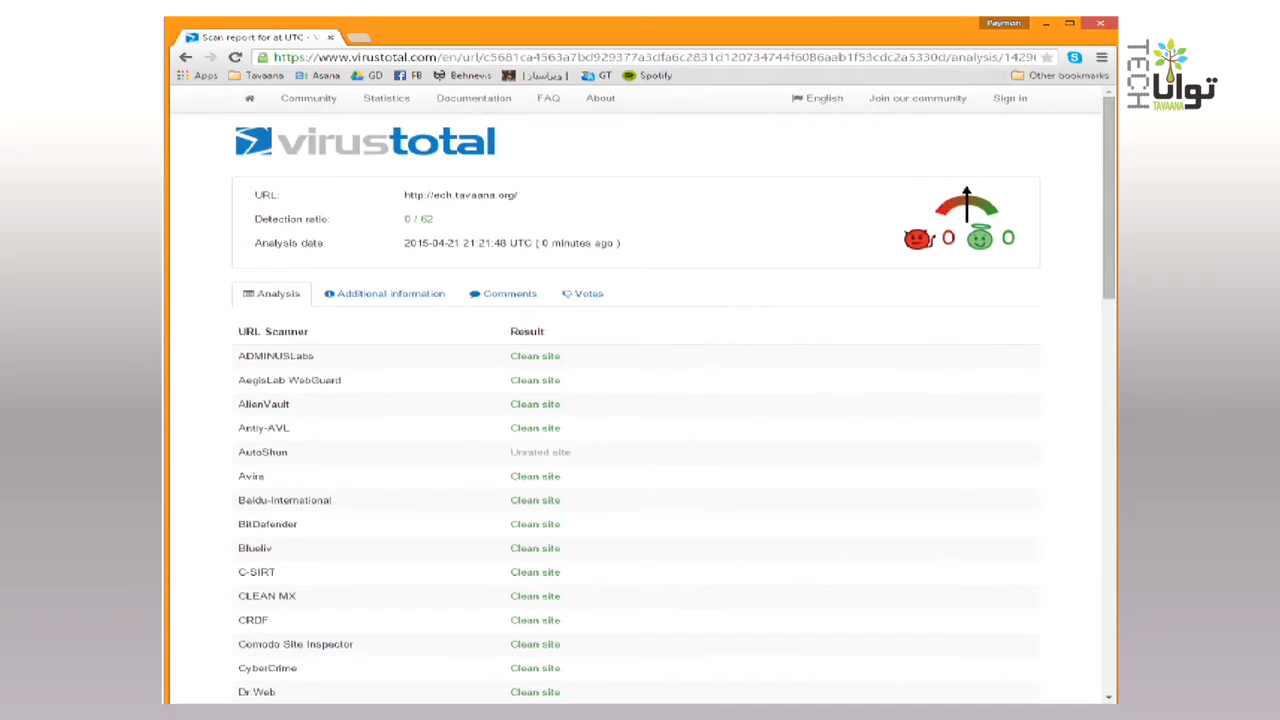 Paymon
Scan report for at UTC - V
https://www.virustotal.com/en/url/c5681ca4563a7bd929377a3dfa6c2831d120734744f6086aab1f53cdc2a5330d/analysis/1429
Apps Tavaana Asana GD FB Behnevis | ویراسباز | GT Spotify Other bookmarks
Community Statistics Documentation FAQ About English Join our community Sign in
virustotal
URL: http://ech.tavaana.org/
Detection ratio: 0 / 62
Analysis date: 2015-04-21 21:21:48 UTC ( 0 minutes ago )
0 0
Analysis Additional information Comments Votes
URL Scanner Result
ADMINUSLabs Clean site
AegisLab WebGuard Clean site
AlienVault Clean site
Antiy-AVL Clean site
AutoShun Unrated site
Avira Clean site
Baidu-International Clean site
BitDefender Clean site
Blueliv Clean site
C-SIRT Clean site
CLEAN MX Clean site
CRDF Clean site
Comodo Site Inspector Clean site
CyberCrime Clean site
Dr.Web Clean site
TECH
توانا
TAVAANA